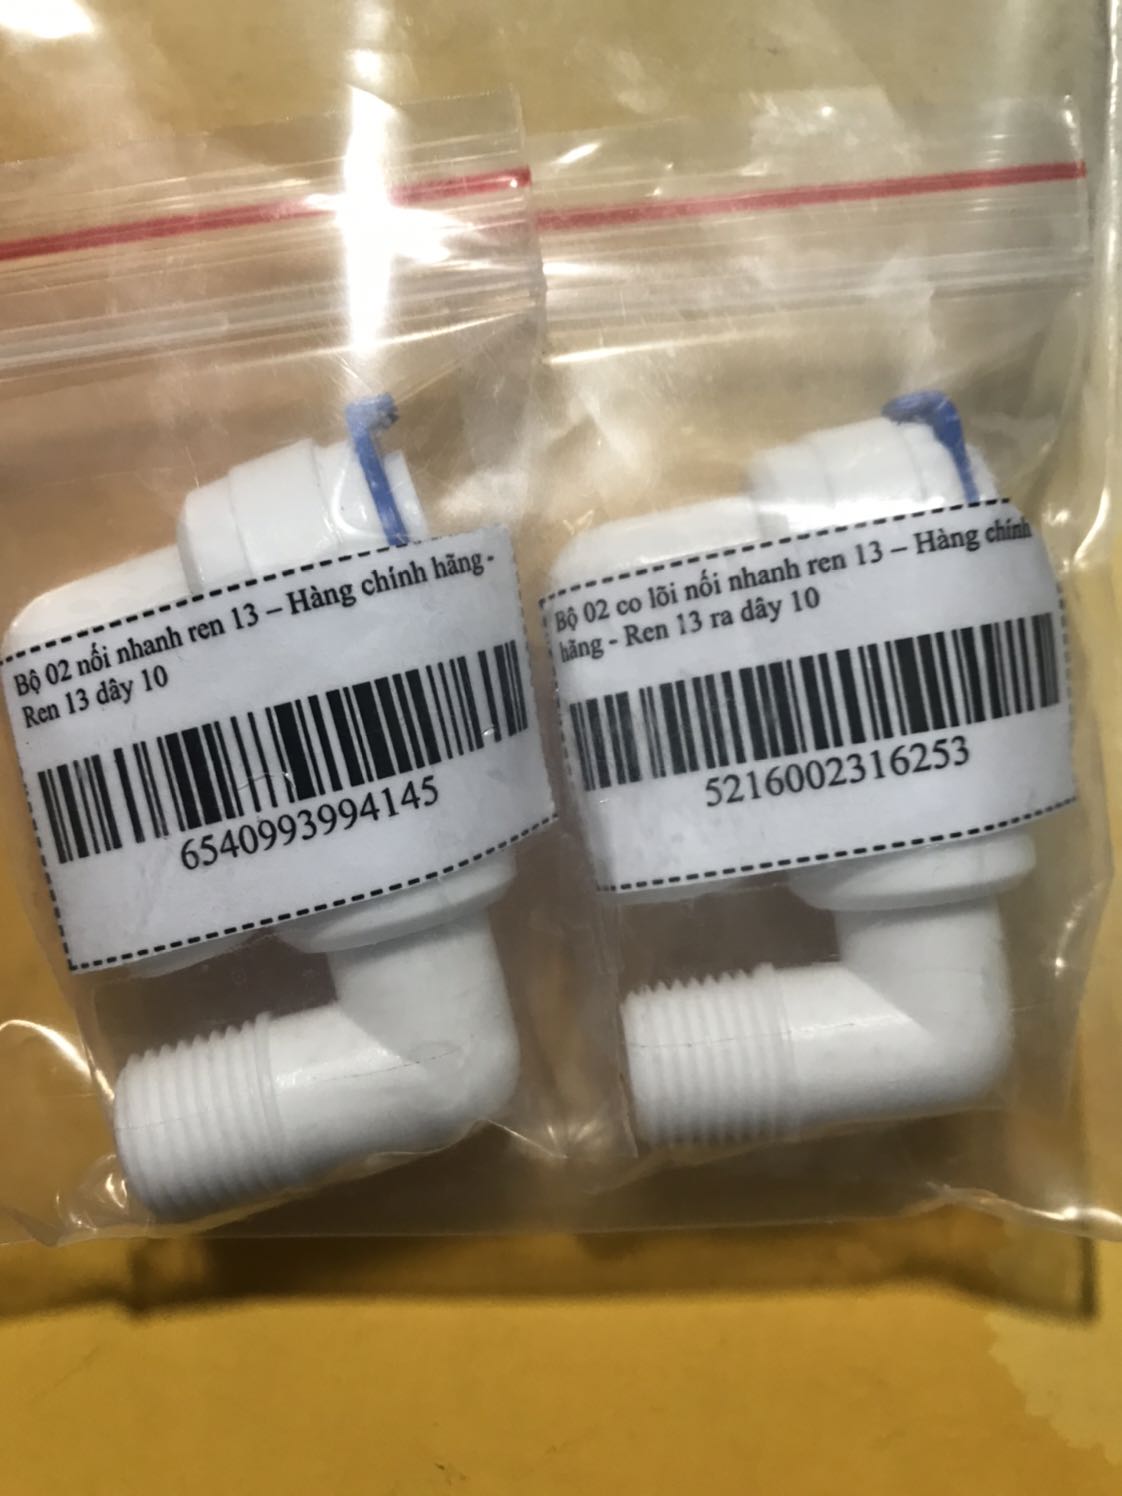 Bộ 02 nối nhanh ren 13 – Hàng chính hãng -
Ren 13 dây 10
6540993994145
Bộ 02 co lõi nối nhanh ren 13 – Hàng chính
hãng - Ren 13 ra dây 10
5216002316253